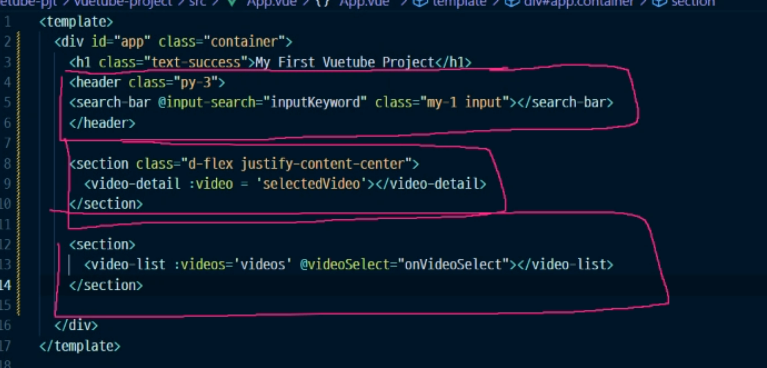 vuetube-project > src > App.vue > {} "App.vue" > template > div#app.container > section
1 <template>
2 <div id="app" class="container">
3 <h1 class="text-success">My First Vuetube Project</h1>
4 <header class="py-3">
5 <search-bar @input-search="inputKeyword" class="my-1 input"></search-bar>
6 </header>
7
8 <section class="d-flex justify-content-center">
9 <video-detail :video = 'selectedVideo'></video-detail>
10 </section>
11
12 <section>
13 <video-list :videos='videos' @videoSelect="onVideoSelect"></video-list>
14 </section>
15
16 </div>
17 </template>
18